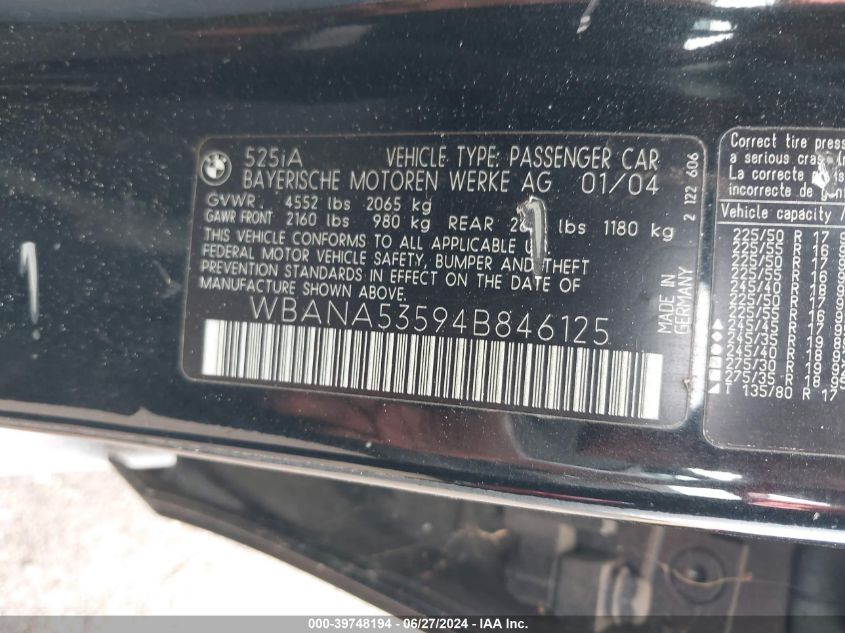 525iA VEHICLE TYPE: PASSENGER CAR
BAYERISCHE MOTOREN WERKE AG 01/04
GVWR, 4552 lbs 2065 kg
GAWR FRONT 2160 lbs 980 kg REAR lbs 1180 kg
THIS VEHICLE CONFORMS TO ALL APPLICABLE
FEDERAL MOTOR VEHICLE SAFETY, BUMPER AND THEFT
PREVENTION STANDARDS IN EFFECT ON THE DATE OF
MANUFACTURE SHOWN ABOVE.
WBANA53594B846125
MADE IN
GERMANY
2 122 606
Correct tire
a serious
La correcte
incorrecte de
Vehicle capacity /
225/50 R 17
225/55 R 16
225/50 R 17
225/55 R 16
245/40 R 18
225/50 R 17
225/55 R 16
245/45 R 17
245/35 R 19
245/40 R 18
275/30 R 19
275/35 R 18
T 135/80 R 17
000-39748194 - 06/27/2024 - IAA Inc.